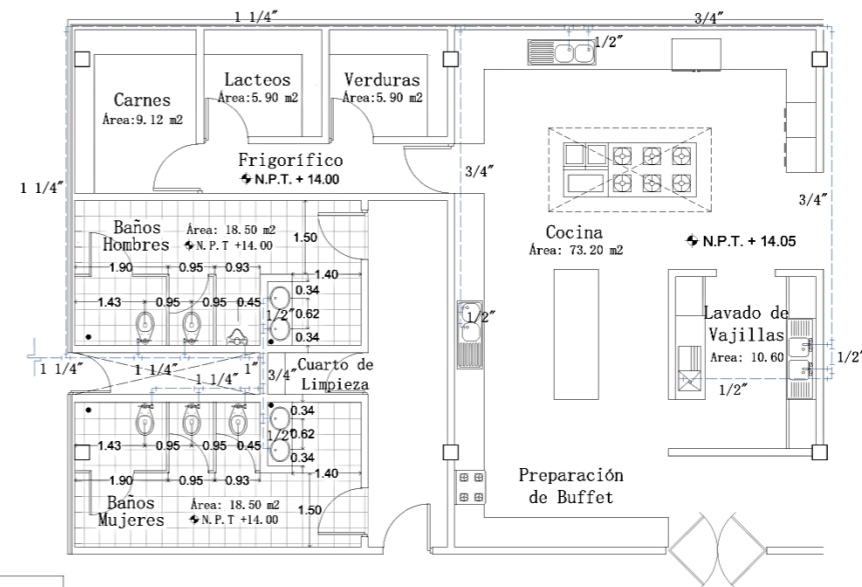 1 1/4"
3/4"
1/2"
Carnes
Área:9.12 m2
Lacteos
Área:5.90 m2
Verduras
Área:5.90 m2
Frigorífico
N.P.T. + 14.00
1 1/4"
3/4"
3/4"
Cocina
Área: 73.20 m2
N.P.T. + 14.05
Baños
Hombres
Área: 18.50 m2
N.P.T +14.00
1.50
1.90
0.95
0.93
1.40
1.43
0.95
0.95
0.45
0.34
0.62
0.34
1/2"
1/2"
Lavado de
Vajillas
Área: 10.60
1/2"
1/2"
1 1/4"
1 1/4"
1"
1 1/4"
3/4"
Cuarto de
Limpieza
0.34
0.62
0.34
1/2"
1.43
0.95
0.95
0.45
1.90
0.95
0.93
1.40
Baños
Mujeres
Área: 18.50 m2
N.P.T +14.00
1.50
Preparación
de Buffet